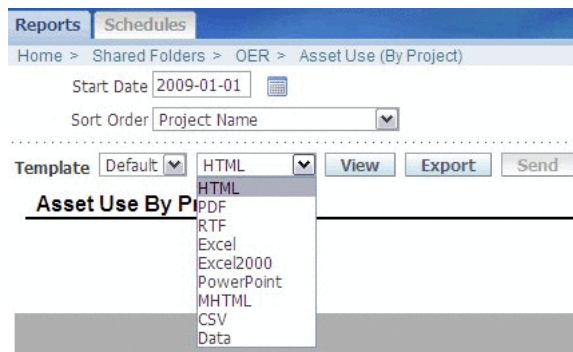 Reports Schedules
Home > Shared Folders > OER > Asset Use (By Project)
Start Date 2009-01-01
Sort Order Project Name
Template Default HTML View Export Send
HTML
Asset Use By P
PDF
RTF
Excel
Excel2000
PowerPoint
MHTML
CSV
Data